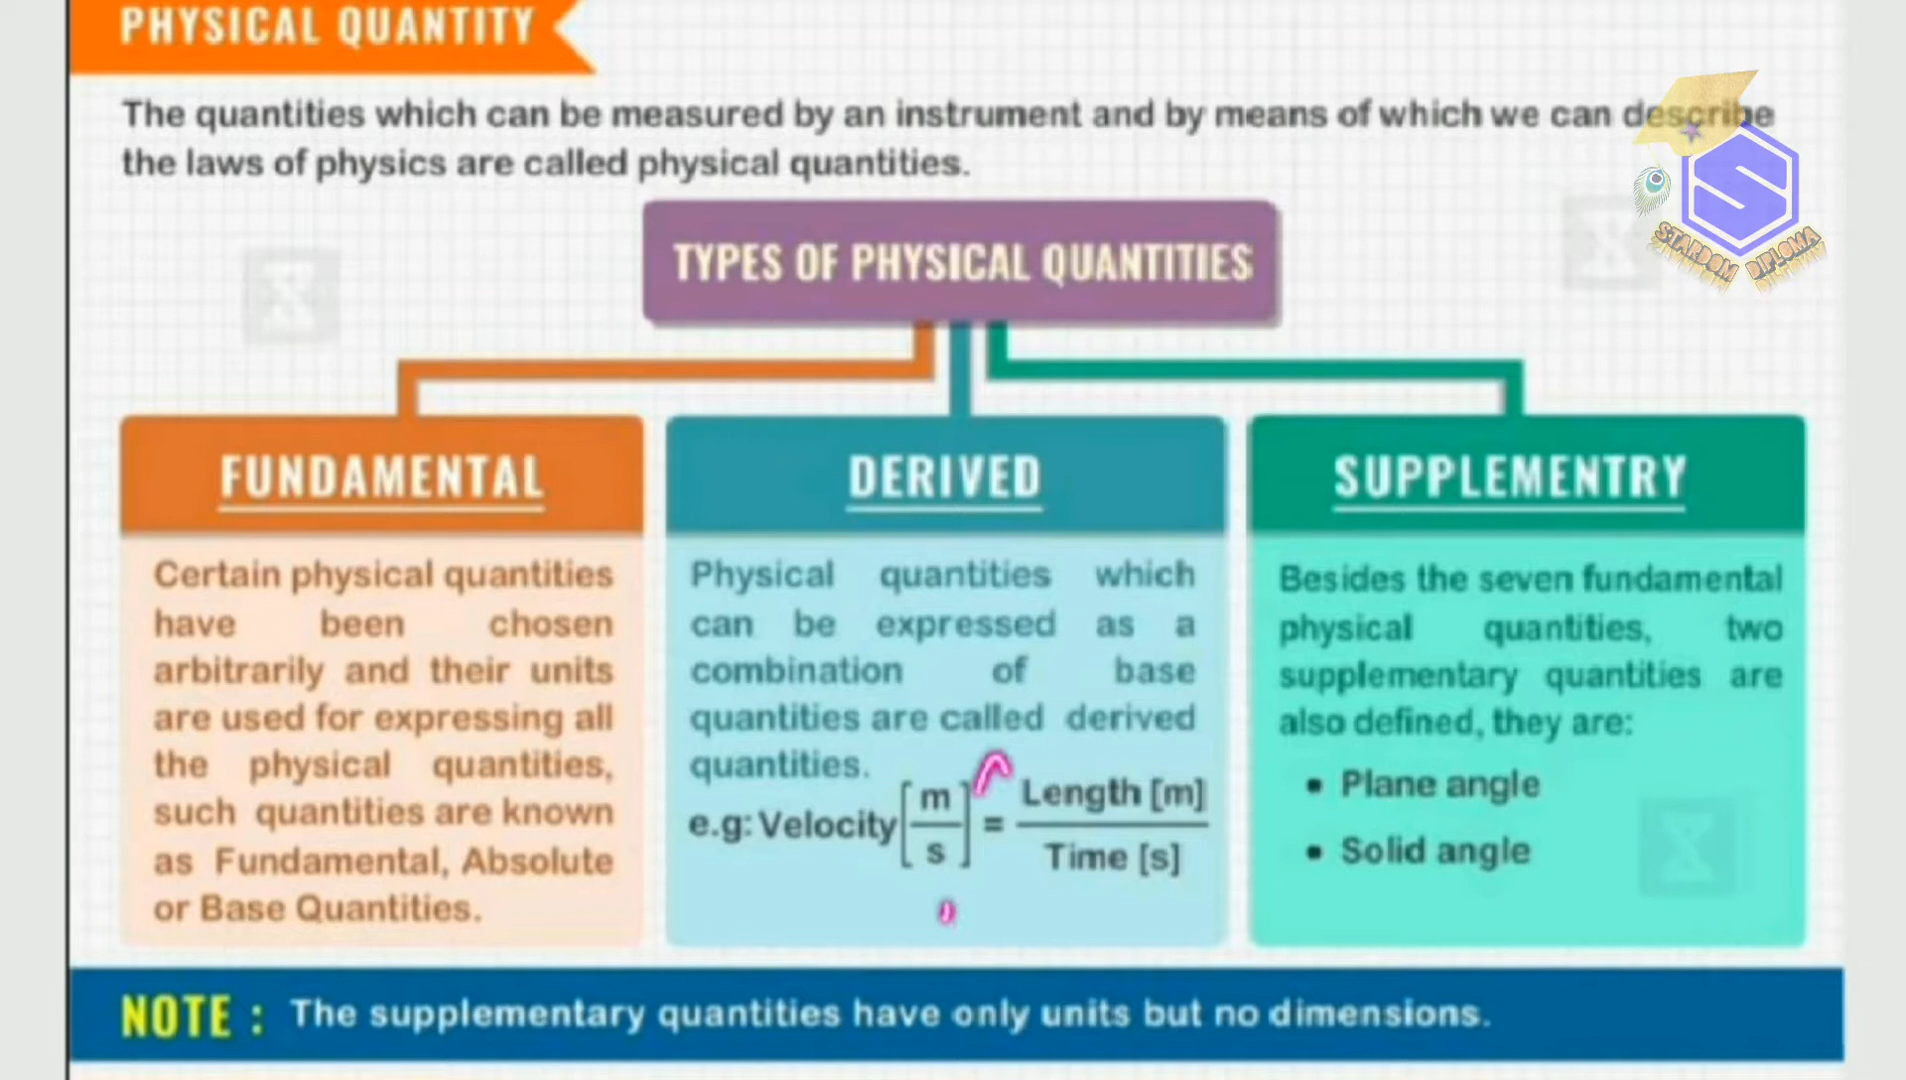 PHYSICAL QUANTITY
The quantities which can be measured by an instrument and by means of which we can describe
the laws of physics are called physical quantities.
STARDOM DIPLOMA
TYPES OF PHYSICAL QUANTITIES
FUNDAMENTAL
Certain physical quantities
have been chosen
arbitrarily and their units
are used for expressing all
the physical quantities,
such quantities are known
as Fundamental, Absolute
or Base Quantities.
DERIVED
Physical quantities which
can be expressed as a
combination of base
quantities are called derived
quantities.
e.g: Velocity [m/s] = Length [m] / Time [s]
SUPPLEMENTRY
Besides the seven fundamental
physical quantities, two
supplementary quantities are
also defined, they are:
• Plane angle
• Solid angle
NOTE : The supplementary quantities have only units but no dimensions.